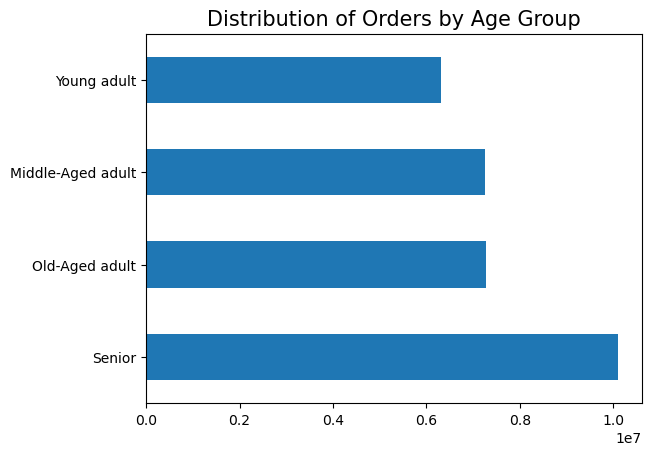 Distribution of Orders by Age Group
Young adult
Middle-Aged adult
Old-Aged adult
Senior
0.0 0.2 0.4 0.6 0.8 1.0
1e7